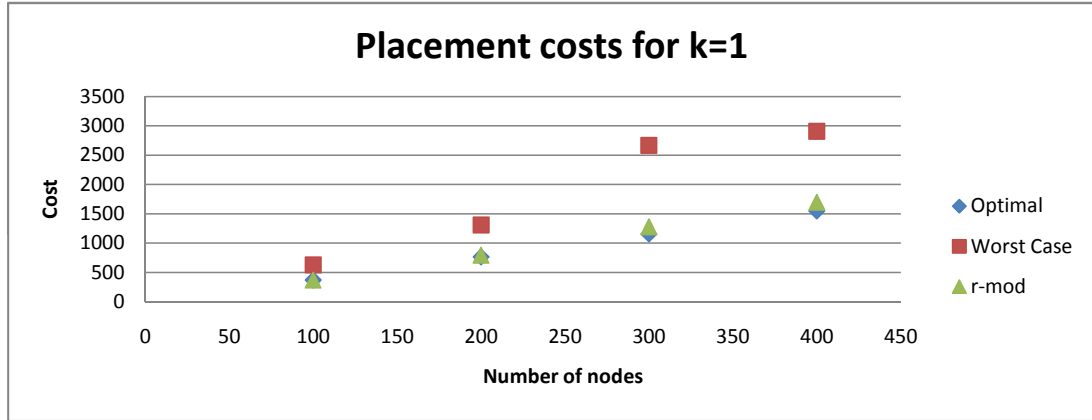 Placement costs for k=1
3500
3000
2500
2000
1500
1000
500
0
Cost
0 50 100 150 200 250 300 350 400 450
Number of nodes
Optimal
Worst Case
r-mod